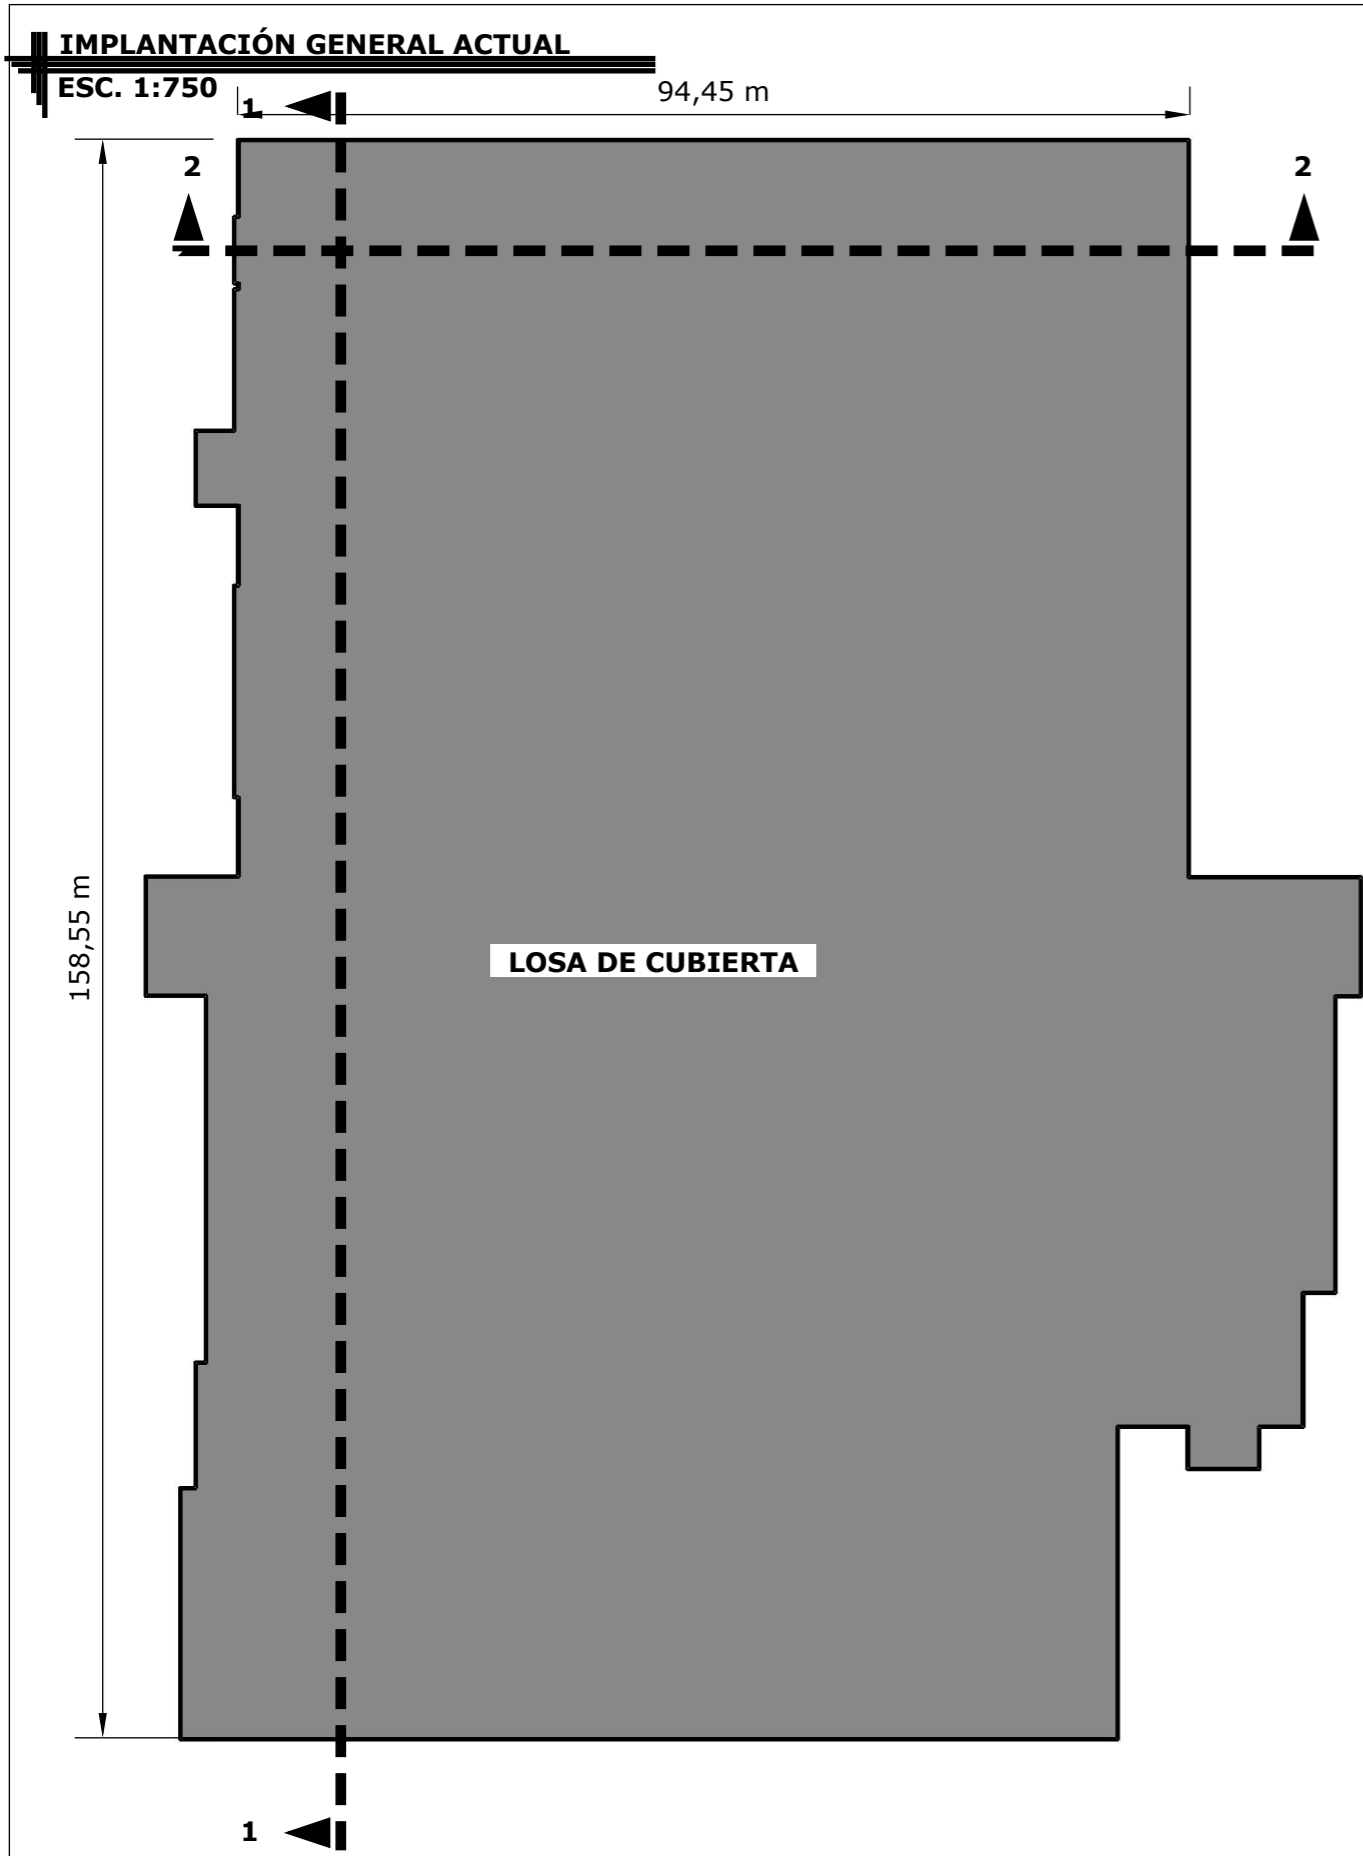 IMPLANTACIÓN GENERAL ACTUAL
ESC. 1:750
1
94,45 m
2
2
158,55 m
LOSA DE CUBIERTA
1